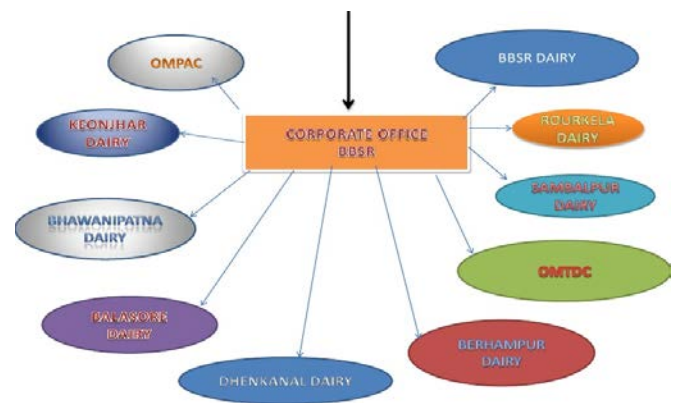 OMPAC
BBSR DAIRY
KEONJHAR
DAIRY
CORPORATE OFFICE
BBSR
ROURKELA
DAIRY
SAMBALPUR
DAIRY
BHAWANIPATNA
DAIRY
OMTDC
BALASORE
DAIRY
BERHAMPUR
DAIRY
DHENKANAL DAIRY